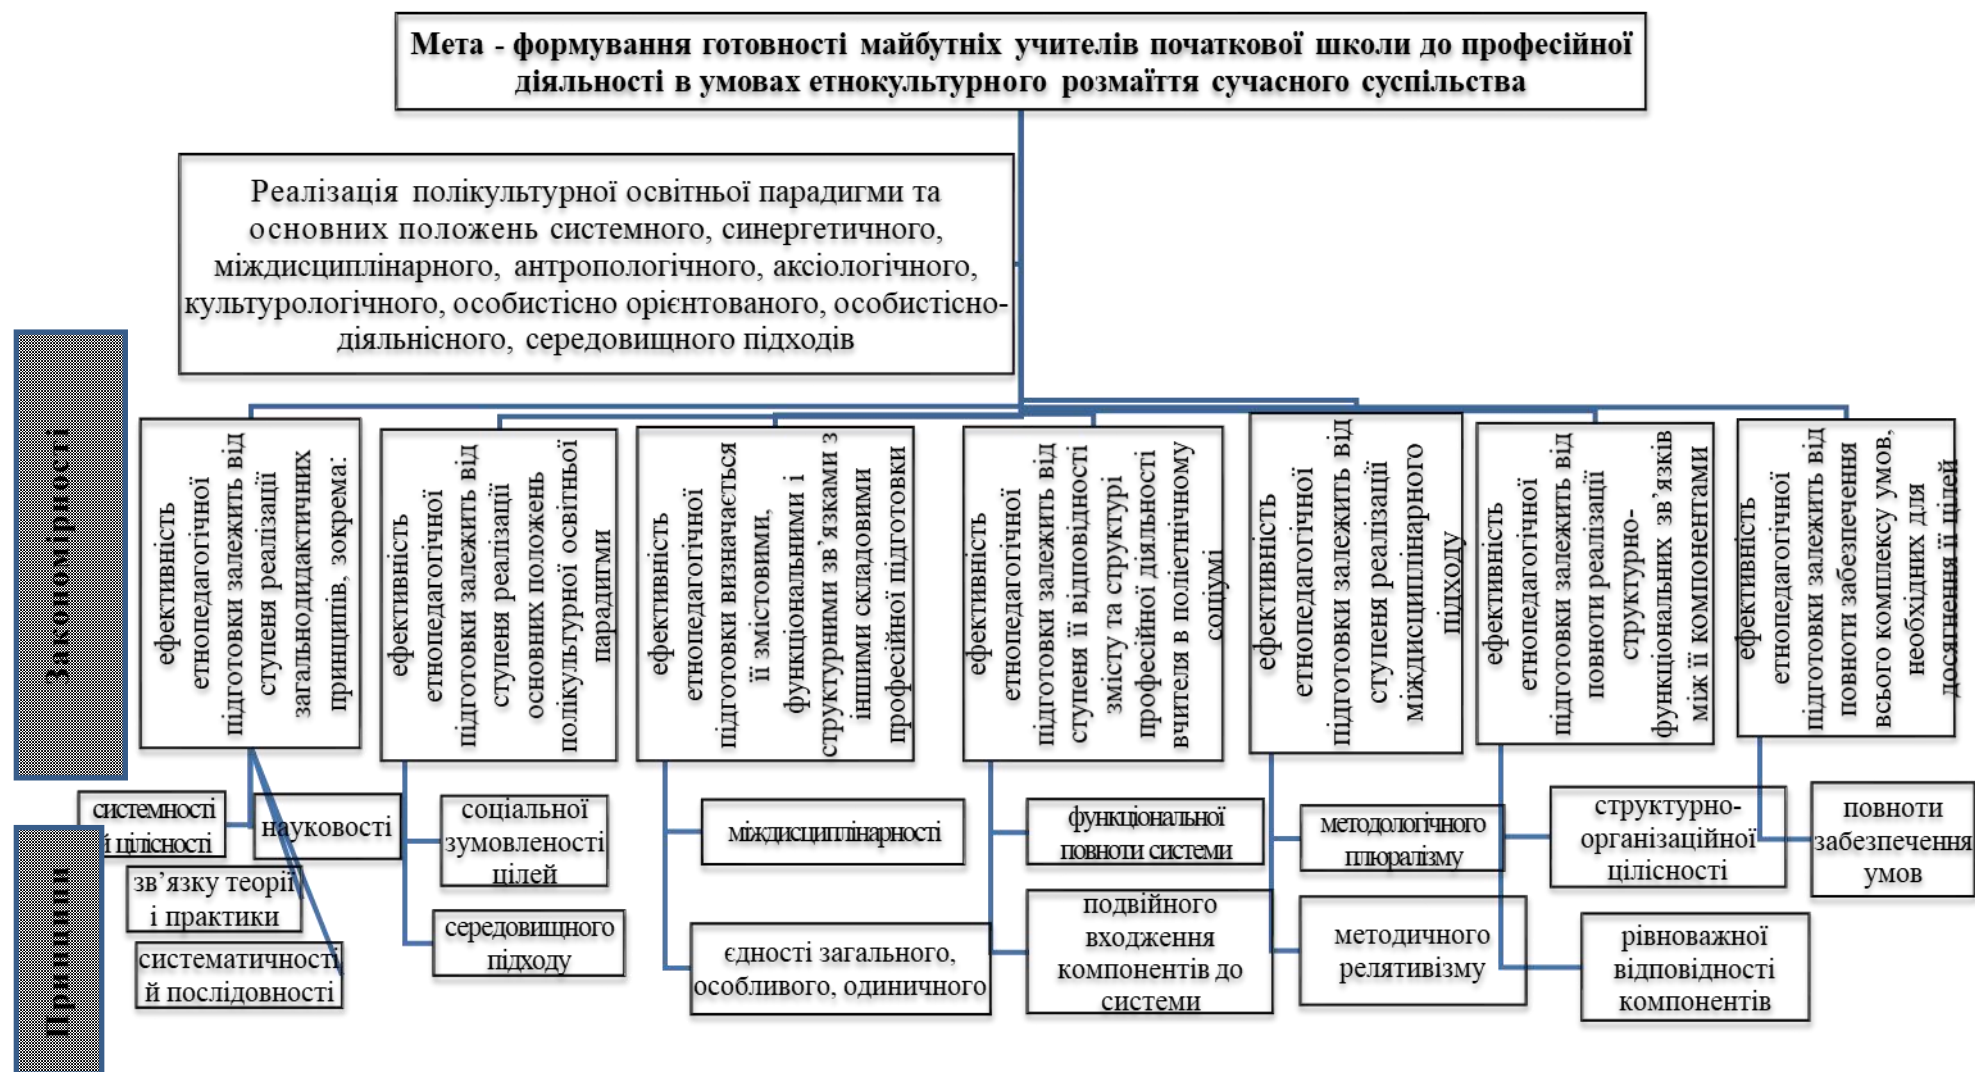 Мета - формування готовності майбутніх учителів початкової школи до професійної
діяльності в умовах етнокультурного розмаїття сучасного суспільства
Реалізація полікультурної освітньої парадигми та
основних положень системного, синергетичного,
міждисциплінарного, антропологічного, аксіологічного,
культурологічного, особистісно орієнтованого, особистісно-
діяльнісного, середовищного підходів
Закономірності
ефективність
етнопедагогічної
підготовки залежить від
ступеня реалізації
загальнодидактичних
принципів, зокрема:
ефективність
етнопедагогічної
підготовки залежить від
ступеня реалізації
основних положень
полікультурної освітньої
парадигми
ефективність
етнопедагогічної
підготовки визначається
її змістовими,
функціональними і
структурними зв’язками з
іншими складовими
професійної підготовки
ефективність
етнопедагогічної
підготовки залежить від
ступеня її відповідності
змісту та структурі
професійної діяльності
вчителя в поліетнічному
соціумі
ефективність
етнопедагогічної
підготовки залежить від
ступеня реалізації
міждисциплінарного
підходу
ефективність
етнопедагогічної
підготовки залежить від
повноти реалізації
структурно-
функціональних зв’язків
між її компонентами
ефективність
етнопедагогічної
підготовки залежить від
повноти забезпечення
всього комплексу умов,
необхідних для
досягнення її цілей
Принципи
системності
й цілісності
науковості
зв’язку теорії
і практики
систематичності
й послідовності
соціальної
зумовленості
цілей
середовищного
підходу
міждисциплінарності
єдності загального,
особливого, одиничного
функціональної
повноти системи
подвійного
входження
компонентів до
системи
методологічного
плюралізму
методичного
релятивізму
структурно-
організаційної
цілісності
рівноважної
відповідності
компонентів
повноти
забезпечення
умов